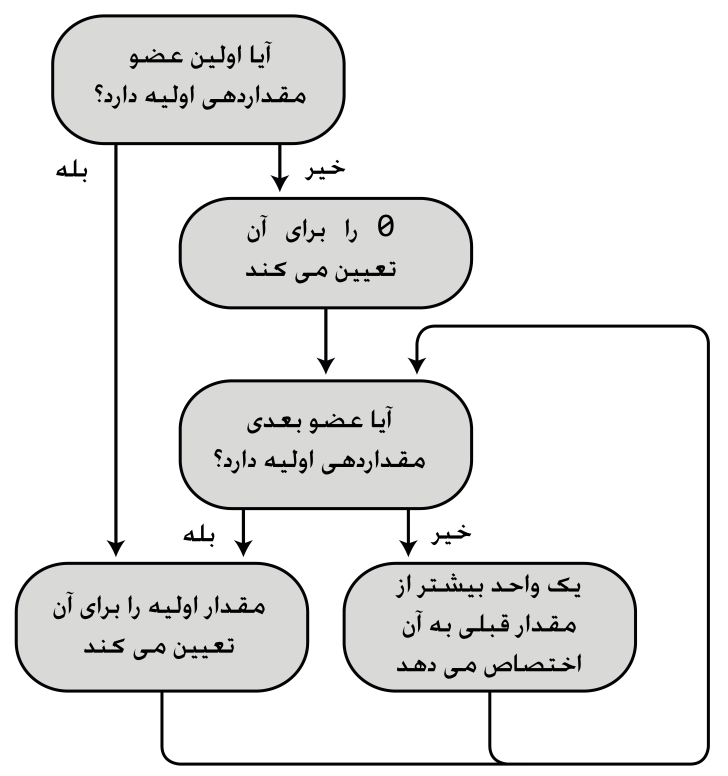 آیا اولین عضو
مقداردهی اولیه دارد؟
بله
خیر
0 را برای آن
تعیین می کند
آیا عضو بعدی
مقداردهی اولیه دارد؟
بله
خیر
مقدار اولیه را برای آن
تعیین می کند
یک واحد بیشتر از
مقدار قبلی به آن
اختصاص می دهد